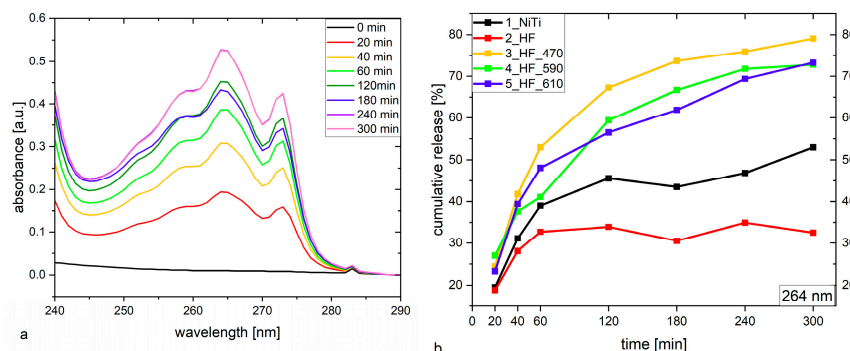 0.6
0.5
0.4
0.3
0.2
0.1
0.0
absorbance [a.u.]
0 min
20 min
40 min
60 min
120min
180 min
240 min
300 min
240
250
260
270
280
290
wavelength [nm]
a
80
70
60
50
40
30
20
cumulative release [%]
1_NiTi
2_HF
3_HF_470
4_HF_590
5_HF_610
264 nm
0
20
40
60
120
180
240
300
time [min]
b